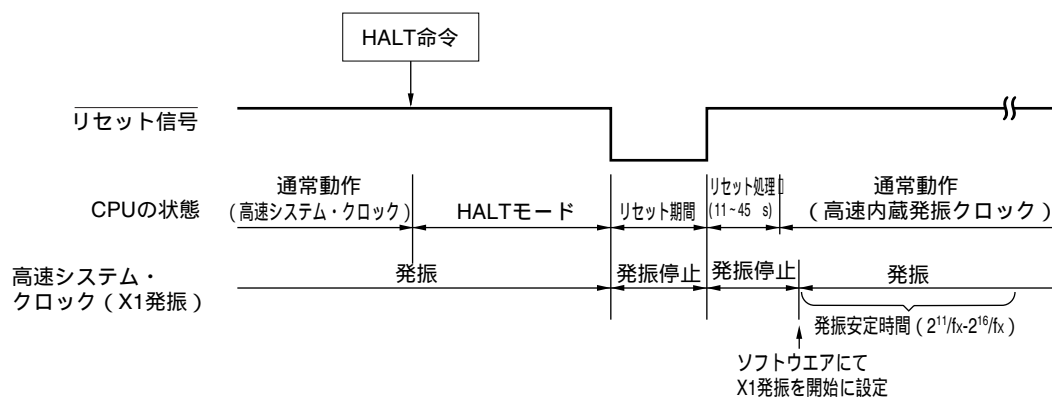 HALT命令
リセット信号
CPUの状態
通常動作
(高速システム・クロック)
HALTモード
リセット期間
リセット処理
(11~45 s)
通常動作
(高速内蔵発振クロック)
高速システム・
クロック(X1発振)
発振
発振停止
発振停止
発振
発振安定時間(2¹¹/fx-2¹⁶/fx)
ソフトウエアにて
X1発振を開始に設定